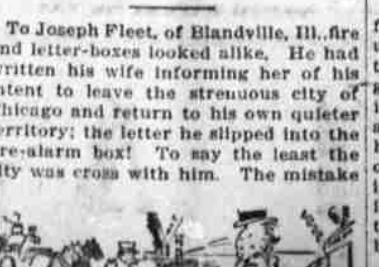 To Joseph Fleet, of Blandville, Ill., fire
nd letter-boxes looked alike. He had
ritten his wife informing her of his
ntent to leave the strenuous city of
hicago and return to his own quieter
erritory; the letter he slipped into the
re-alarm box! To say the least the
ity was cross with him. The mistake